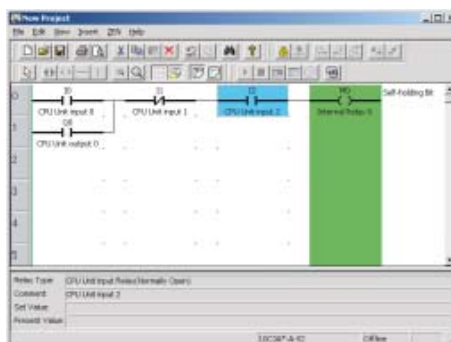 New Project
File Edit View Insert ZEN Help
0 I0 I1 I2 M0 Self-holding Bit
CPU Unit input 0 CPU Unit input 1 CPU Unit input 2 Internal Relay 0
1 Q0
CPU Unit output 0
2
3
4
5
Relay Type CPU Unit Input Relay(Normally Open)
Comment CPU Unit input 2
Set Value
Present Value
Offline